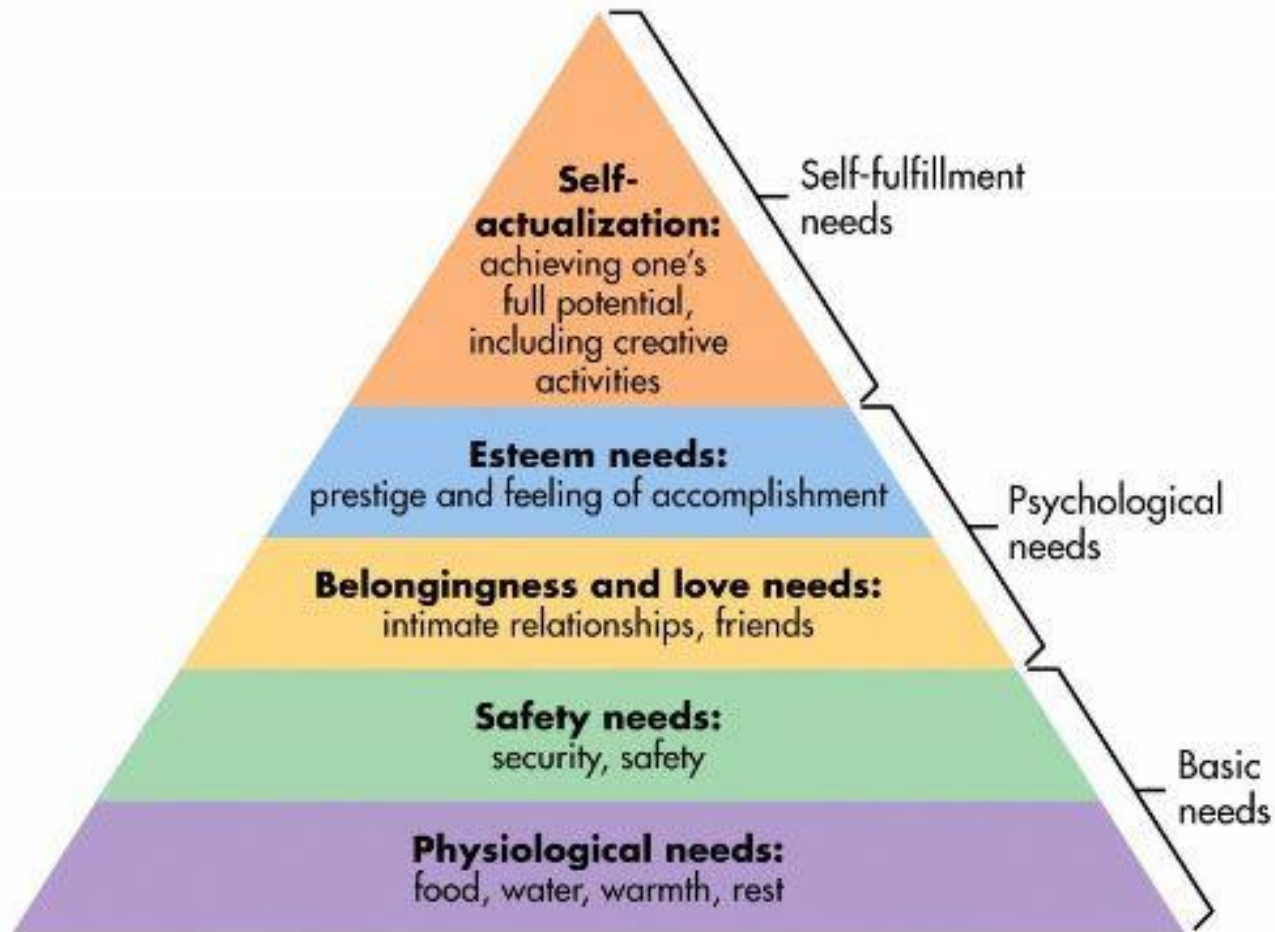 Self-
actualization:
achieving one's
full potential,
including creative
activities
Self-fulfillment
needs
Esteem needs:
prestige and feeling of accomplishment
Psychological
needs
Belongingness and love needs:
intimate relationships, friends
Safety needs:
security, safety
Basic
needs
Physiological needs:
food, water, warmth, rest